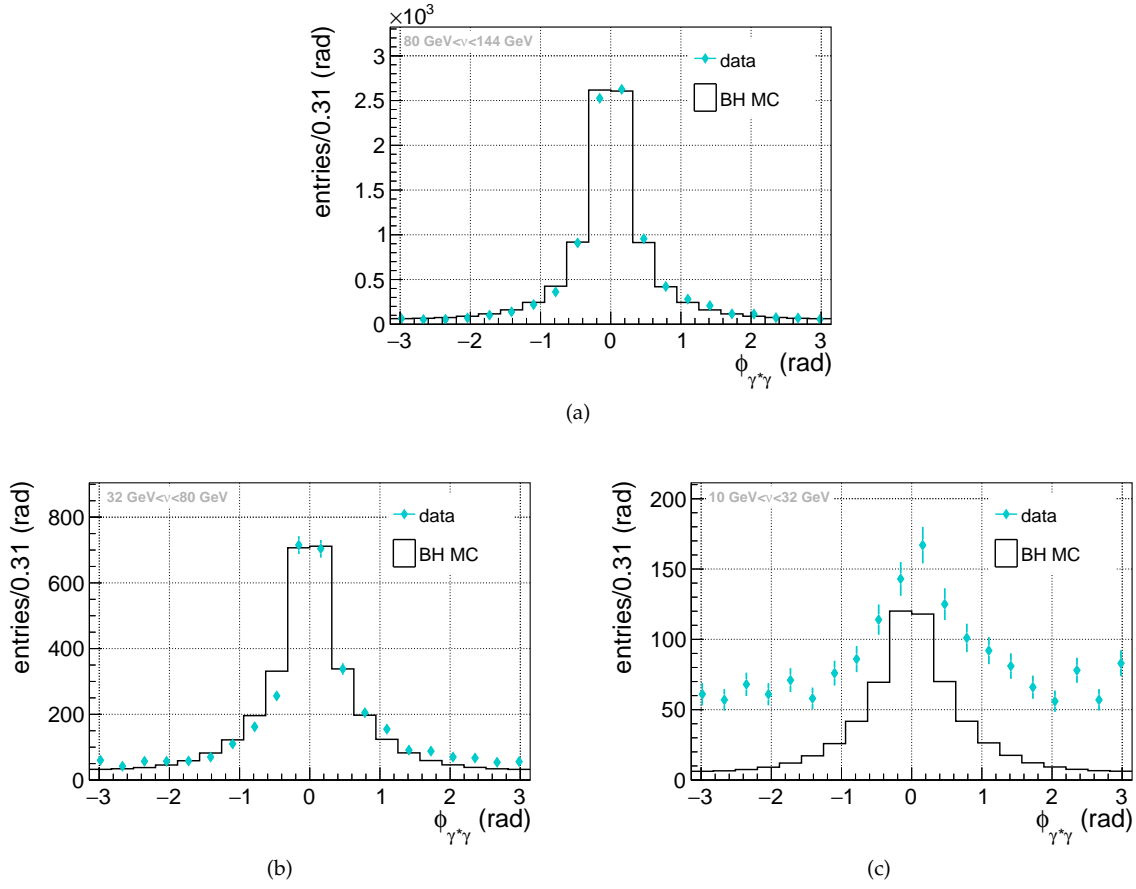 ×10³
80 GeV<ν<144 GeV
entries/0.31 (rad)
3
2.5
2
1.5
1
0.5
0
data
BH MC
−3 −2 −1 0 1 2 3
ϕγ*γ (rad)
(a)
32 GeV<ν<80 GeV
entries/0.31 (rad)
800
600
400
200
0
data
BH MC
−3 −2 −1 0 1 2 3
ϕγ*γ (rad)
(b)
10 GeV<ν<32 GeV
entries/0.31 (rad)
200
150
100
50
0
data
BH MC
−3 −2 −1 0 1 2 3
ϕγ*γ (rad)
(c)